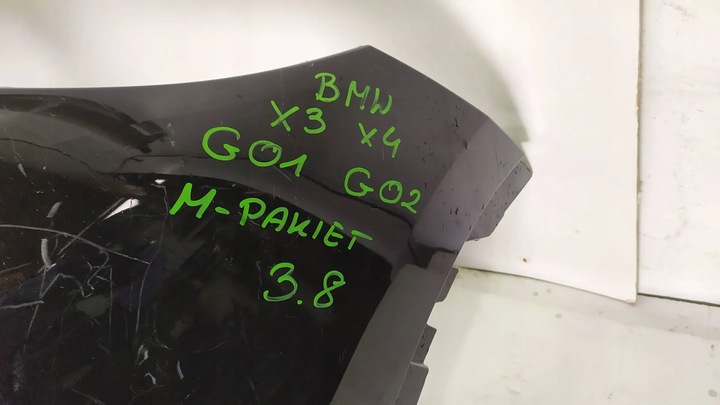 BMW
X3 X4
G01 G02
M-PAKIET
3.8